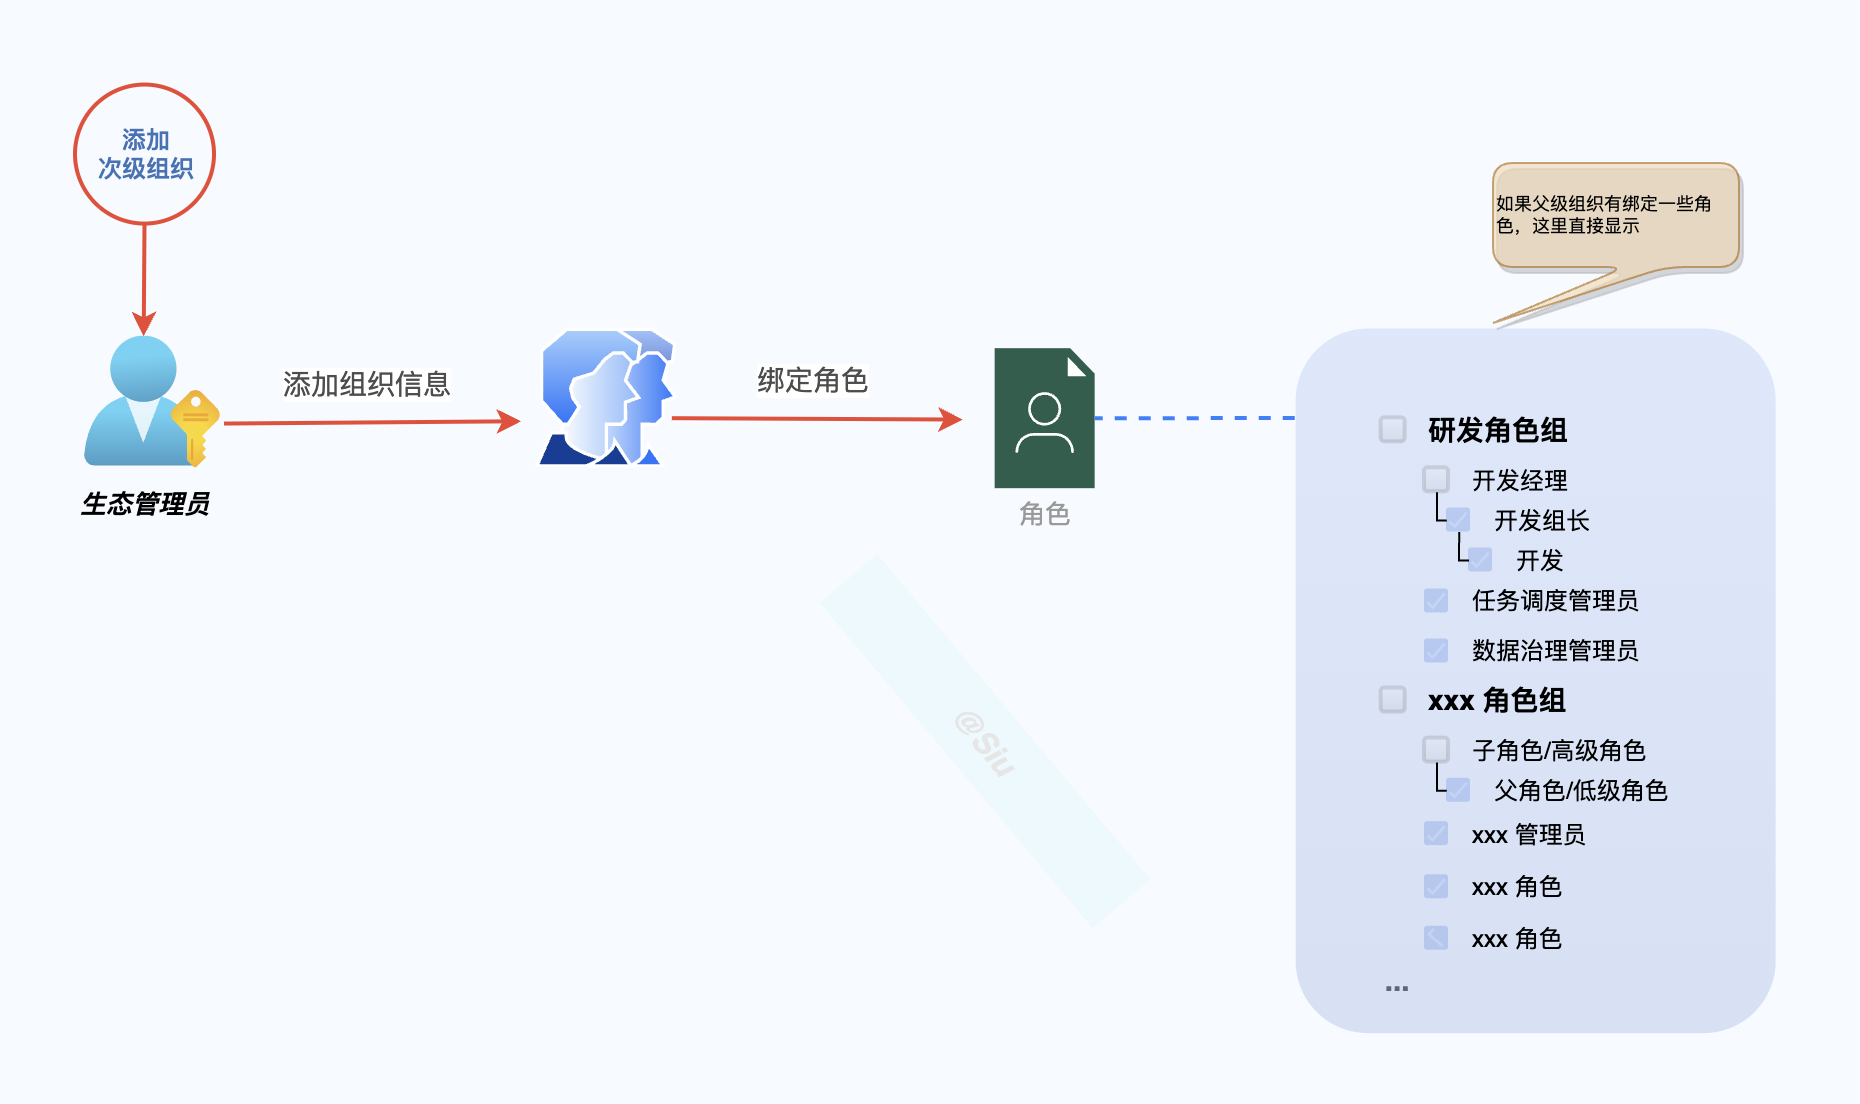 添加
次级组织
如果父级组织有绑定一些角
色，这里直接显示
添加组织信息
绑定角色
生态管理员
角色
研发角色组
开发经理
开发组长
开发
任务调度管理员
数据治理管理员
xxx 角色组
子角色/高级角色
父角色/低级角色
xxx 管理员
xxx 角色
xxx 角色
...
@Siu